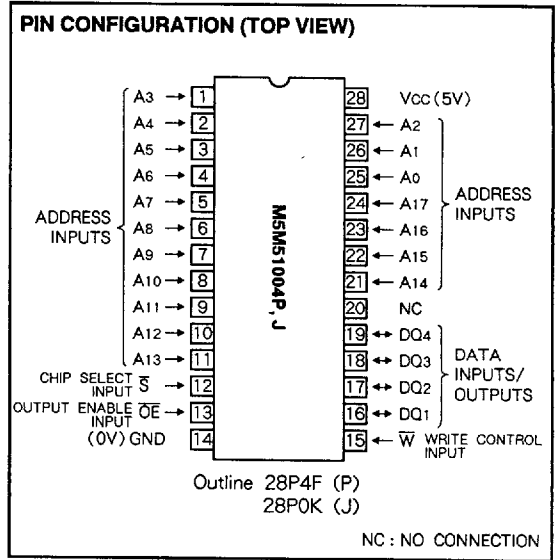 PIN CONFIGURATION (TOP VIEW)
A3 → 1
A4 → 2
A5 → 3
A6 → 4
A7 → 5
A8 → 6
A9 → 7
A10 → 8
A11 → 9
A12 → 10
A13 → 11
ADDRESS
INPUTS
CHIP SELECT
INPUT S̅ → 12
OUTPUT ENABLE
INPUT O̅E̅ → 13
(0V) GND 14
M5M51004P, J
28 Vcc (5V)
27 ← A2
26 ← A1
25 ← A0
24 ← A17
23 ← A16
22 ← A15
21 ← A14
ADDRESS
INPUTS
20 NC
19 ↔ DQ4
18 ↔ DQ3
17 ↔ DQ2
16 ↔ DQ1
DATA
INPUTS/
OUTPUTS
15 ← W̅ WRITE CONTROL
INPUT
Outline 28P4F (P)
28P0K (J)
NC : NO CONNECTION